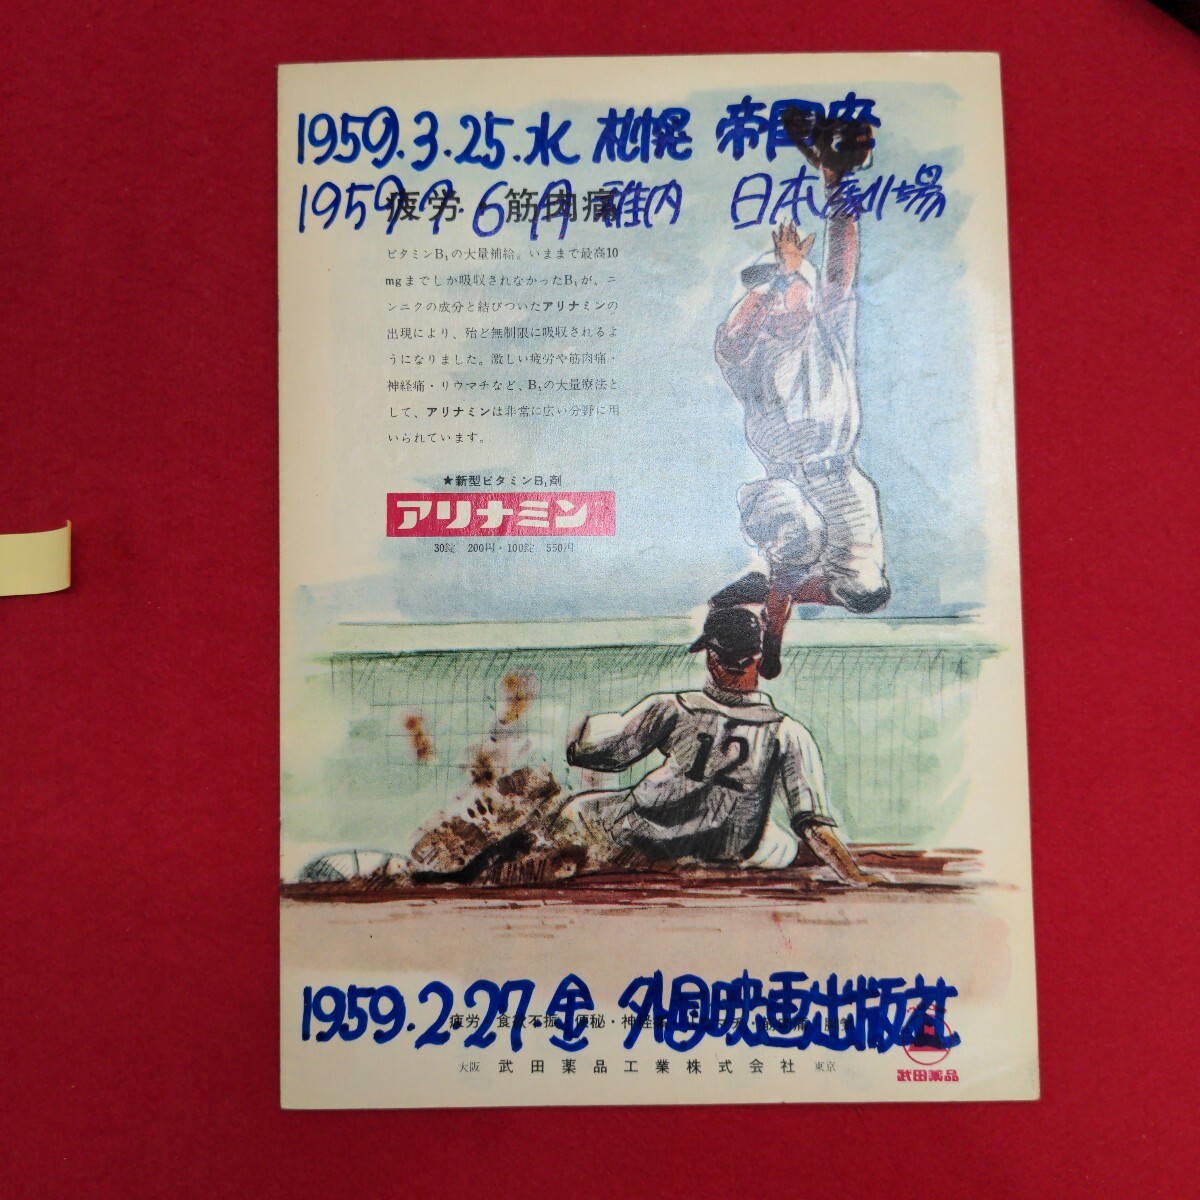 1959.3.25.水 札幌 帝国座
1959.7.6.月 稚内 日本劇場
疲労・筋肉痛
ビタミンB₁の大量補給。いままで最高10
mgまでしか吸収されなかったB₁が、ニ
ンニクの成分と結びついたアリナミンの
出現により、殆ど無制限に吸収されるよ
うになりました。激しい疲労や筋肉痛・
神経痛・リウマチなど、B₁の大量療法と
して、アリナミンは非常に広い分野に用
いられています。
★新型ビタミンB₁剤
アリナミン
30錠 200円・100錠 550円
12
1959.2.27.金 外国映画出版社
疲労・食欲不振・便秘・神経
大阪 武田薬品工業株式会社 東京
武田薬品